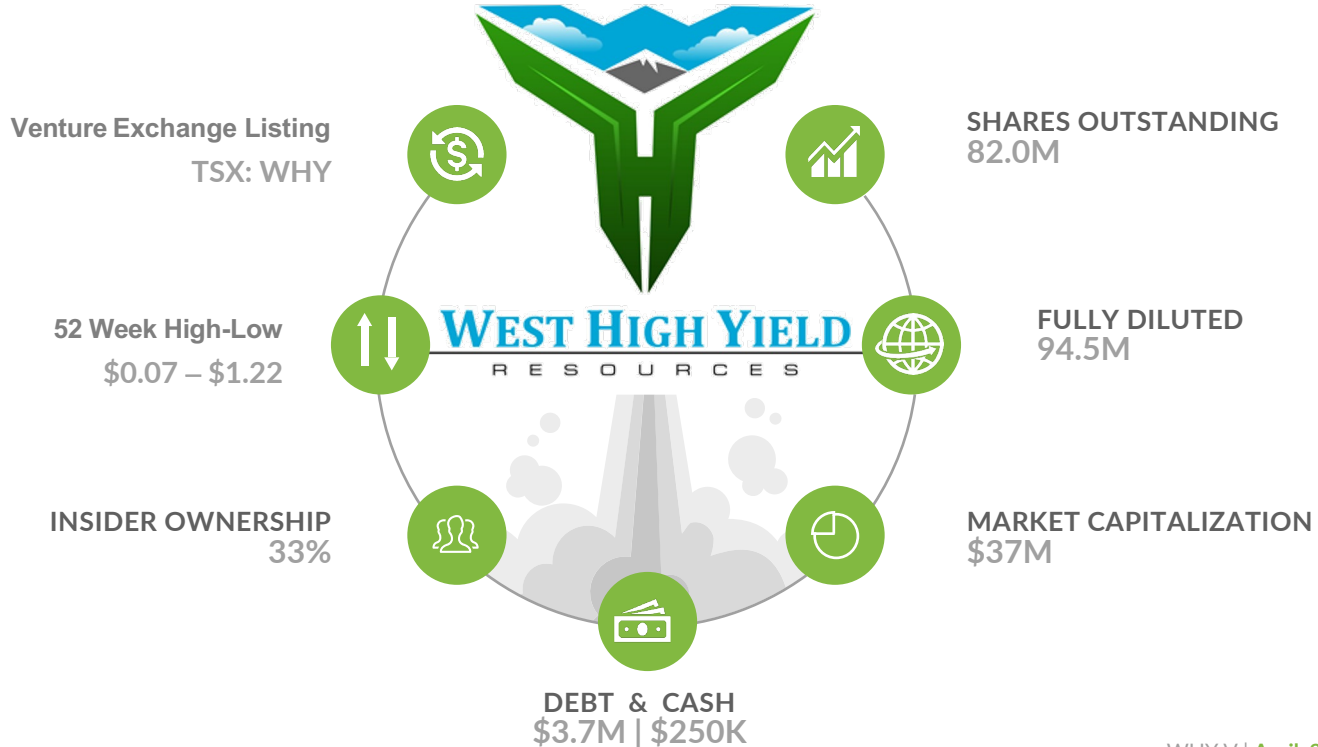 Venture Exchange Listing
TSX: WHY
SHARES OUTSTANDING
82.0M
52 Week High-Low
$0.07 – $1.22
WEST HIGH YIELD
RESOURCES
FULLY DILUTED
94.5M
INSIDER OWNERSHIP
33%
MARKET CAPITALIZATION
$37M
DEBT & CASH
$3.7M | $250K